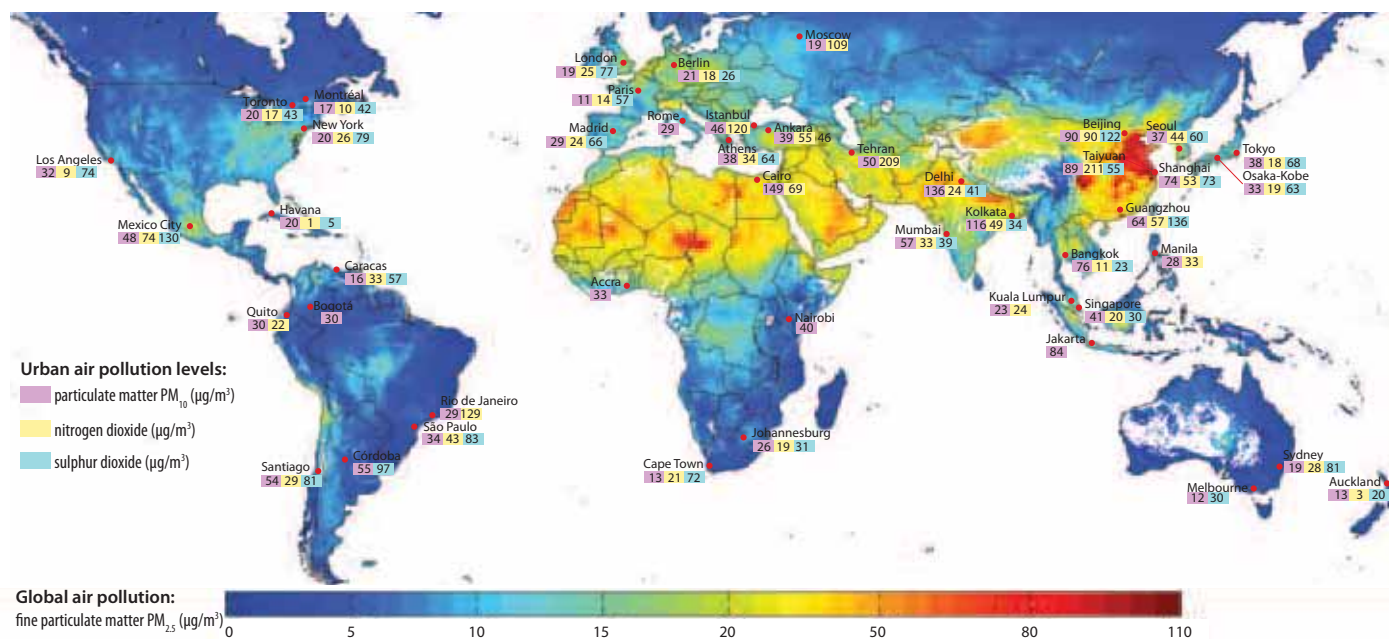 Moscow
19 109
London
19 25 77
Berlin
21 18 26
Paris
11 14 57
Toronto
20 17 43
Montréal
17 10 42
New York
20 26 79
Rome
29
Istanbul
46 120
Ankara
39 55 46
Madrid
29 24 66
Athens
38 34 64
Tehran
50 209
Beijing
90 90 122
Seoul
37 44 60
Tokyo
38 18 68
Osaka-Kobe
33 19 63
Taiyuan
89 211 55
Shanghai
74 53 73
Los Angeles
32 9 74
Cairo
149 69
Delhi
136 24 41
Kolkata
116 49 34
Guangzhou
64 57 136
Havana
20 1 5
Mexico City
48 74 130
Mumbai
57 33 39
Bangkok
76 11 23
Manila
28 33
Caracas
16 33 57
Accra
33
Kuala Lumpur
23 24
Singapore
41 20 30
Quito
30 22
Bogotá
30
Nairobi
40
Jakarta
84
Urban air pollution levels:
particulate matter PM10 (µg/m³)
nitrogen dioxide (µg/m³)
sulphur dioxide (µg/m³)
Rio de Janeiro
29 129
São Paulo
34 43 83
Johannesburg
26 19 31
Santiago
54 29 81
Córdoba
55 97
Cape Town
13 21 72
Sydney
19 28 81
Melbourne
12 30
Auckland
13 3 20
Global air pollution:
fine particulate matter PM2.5 (µg/m³)
0 5 10 15 20 50 80 110